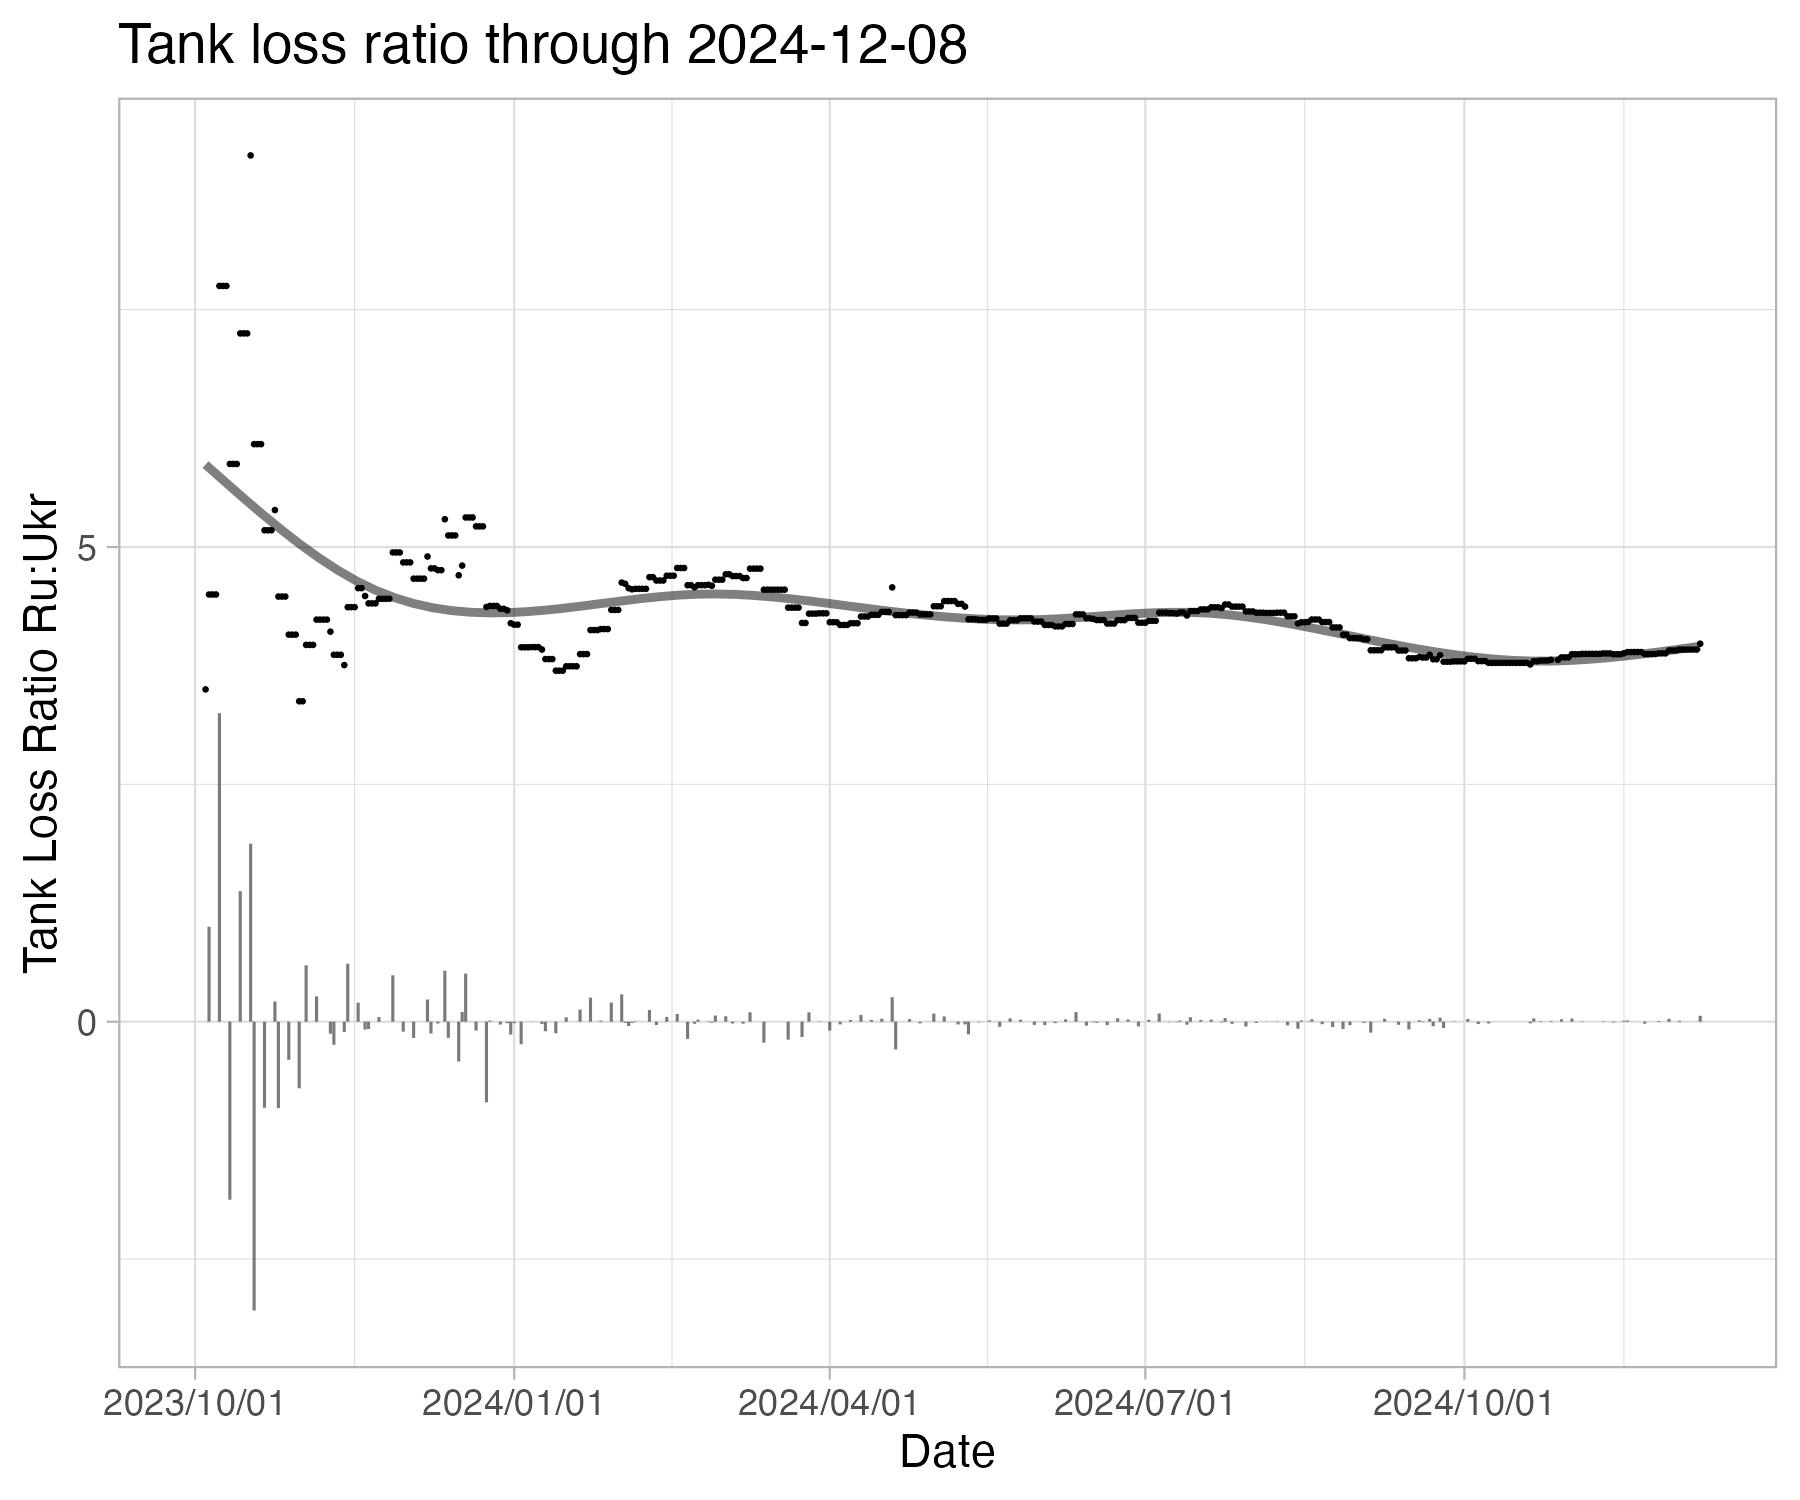 Tank loss ratio through 2024-12-08
Tank Loss Ratio Ru:Ukr
5
0
2023/10/01
2024/01/01
2024/04/01
2024/07/01
2024/10/01
Date